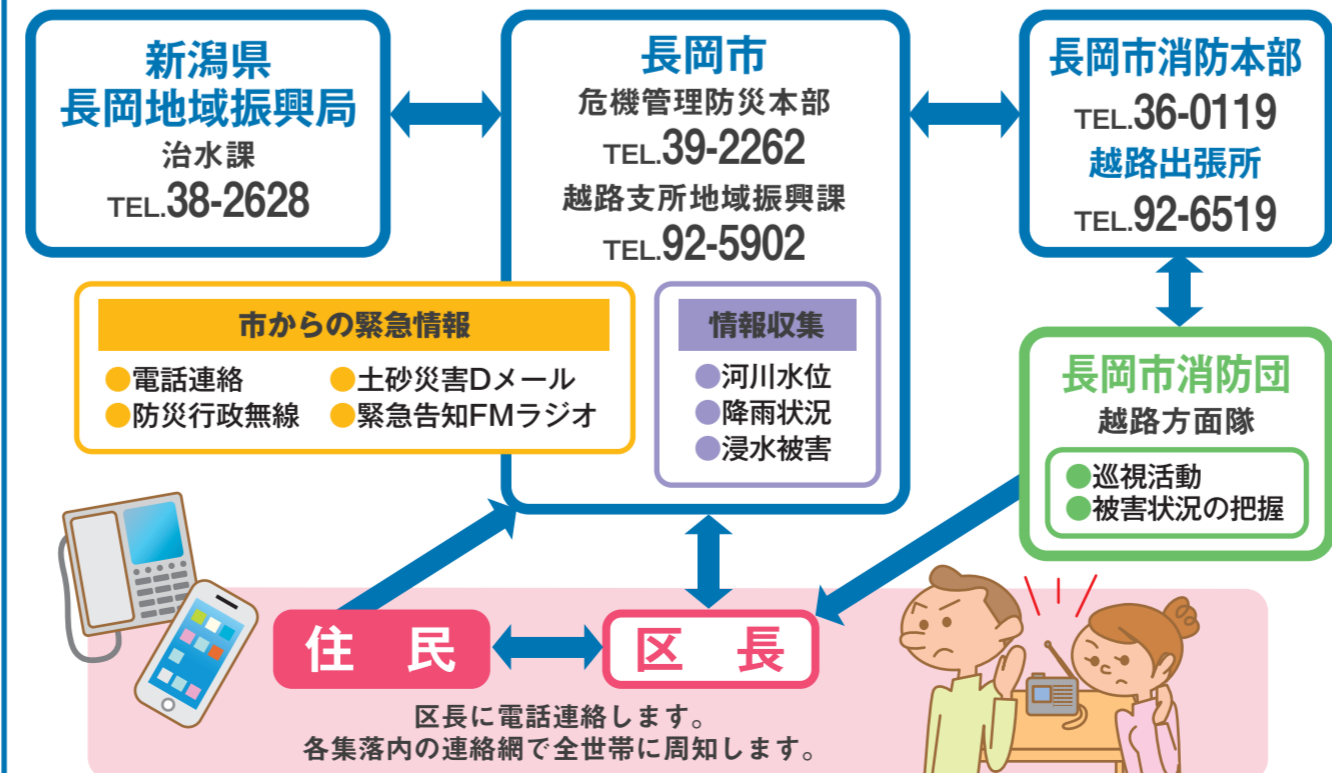 新潟県
長岡地域振興局
治水課
TEL.38-2628
長岡市
危機管理防災本部
TEL.39-2262
越路支所地域振興課
TEL.92-5902
長岡市消防本部
TEL.36-0119
越路出張所
TEL.92-6519
市からの緊急情報
●電話連絡 ●土砂災害Dメール
●防災行政無線 ●緊急告知FMラジオ
情報収集
●河川水位
●降雨状況
●浸水被害
長岡市消防団
越路方面隊
●巡視活動
●被害状況の把握
住 民
区 長
区長に電話連絡します。
各集落内の連絡網で全世帯に周知します。